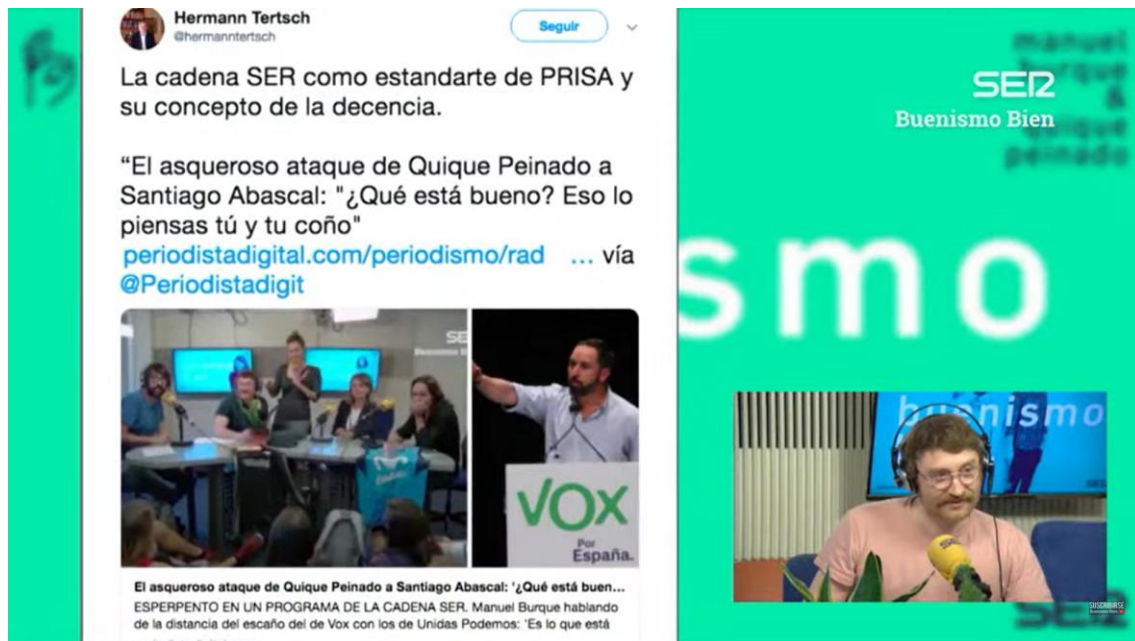 Hermann Tertsch
@hermanntertsch
Seguir
La cadena SER como estandarte de PRISA y
su concepto de la decencia.
“El asqueroso ataque de Quique Peinado a
Santiago Abascal: "¿Qué está bueno? Eso lo
piensas tú y tu coño"
periodistadigital.com/periodismo/rad ... vía
@Periodistadigit
SER
VOX
Por
España.
El asqueroso ataque de Quique Peinado a Santiago Abascal: '¿Qué está buen...
ESPERPENTO EN UN PROGRAMA DE LA CADENA SER. Manuel Burque hablando
de la distancia del escaño del de Vox con los de Unidas Podemos: 'Es lo que está
manuel
burque
&
quique
peinado
SER
Buenismo Bien
smo
buenismo
SER
SUSCRIBIRSE